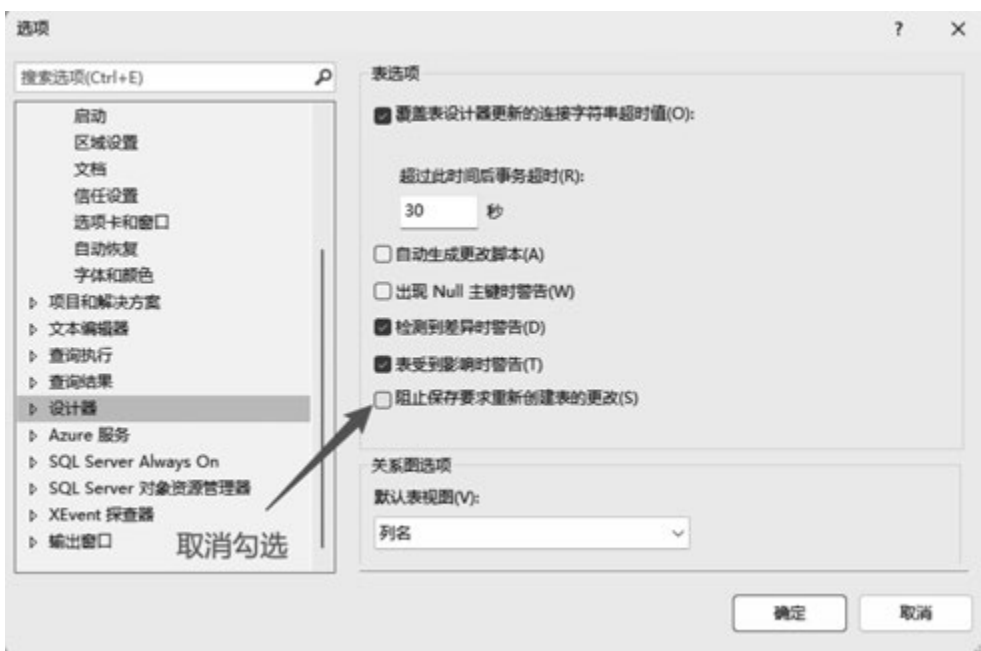 选项
?
搜索选项(Ctrl+E)
启动
区域设置
文档
信任设置
选项卡和窗口
自动恢复
字体和颜色
项目和解决方案
文本编辑器
查询执行
查询结果
设计器
Azure 服务
SQL Server Always On
SQL Server 对象资源管理器
XEvent 探查器
输出窗口
取消勾选
表选项
覆盖表设计器更新的连接字符串超时值(O):
超过此时间后事务超时(R):
30 秒
自动生成更改脚本(A)
出现 Null 主键时警告(W)
检测到差异时警告(D)
表受到影响时警告(T)
阻止保存要求重新创建表的更改(S)
关系图选项
默认表视图(V):
列名
确定
取消